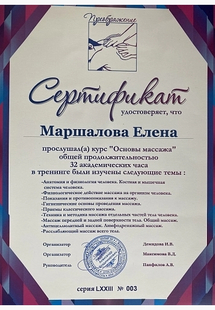 Преображение
Сертификат
удостоверяет, что
Маршалова Елена
прослушал(а) курс "Основы массажа"
общей продолжительностью
32 академических часа
в тренинге были изучены следующие темы :
-Анатомия и физиология человека. Костная и мышечная
система человека.
-Физиологическое действие массажа на организм человека.
-Показания и противопоказания к массажу.
-Гигиенические основы проведения массажа.
-Приемы классического массажа.
-Техника и методика массажа отдельных частей тела человека.
-Массаж передней и задней поверхности тела. Общий массаж.
-Антицеллюлитный массаж. Лимфодренажный массаж.
-Расслабляющий массаж всего тела.
Организатор
Организатор Максимова В.Д.
Руководитель Панфилов А.В.
серия LXXIII № 003